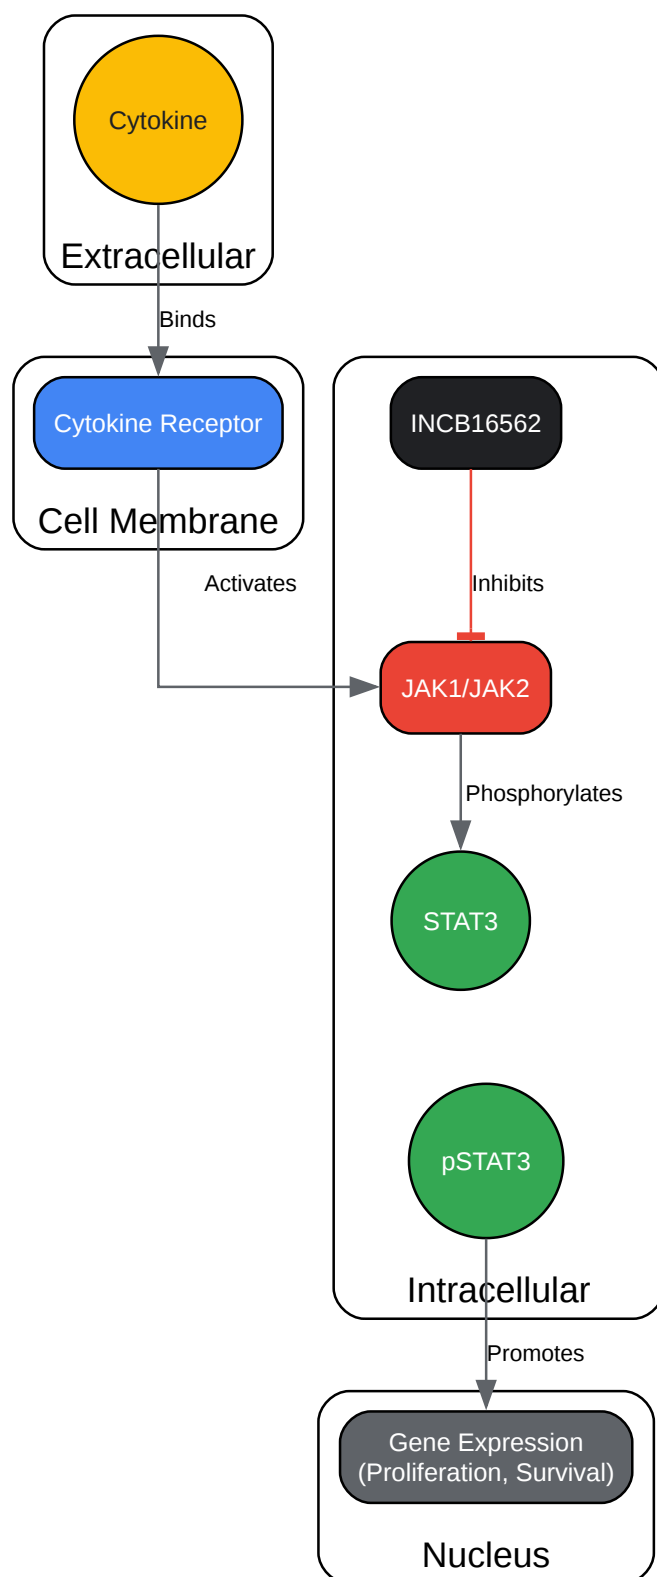 Cytokine
Extracellular
Binds
Cytokine Receptor
Cell Membrane
INCB16562
Activates
Inhibits
JAK1/JAK2
Phosphorylates
STAT3
pSTAT3
Intracellular
Promotes
Gene Expression
(Proliferation, Survival)
Nucleus